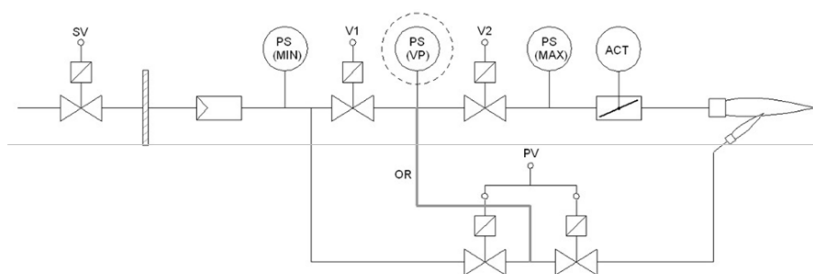 SV
PS
(MIN)
V1
PS
(VP)
V2
PS
(MAX)
ACT
OR
PV